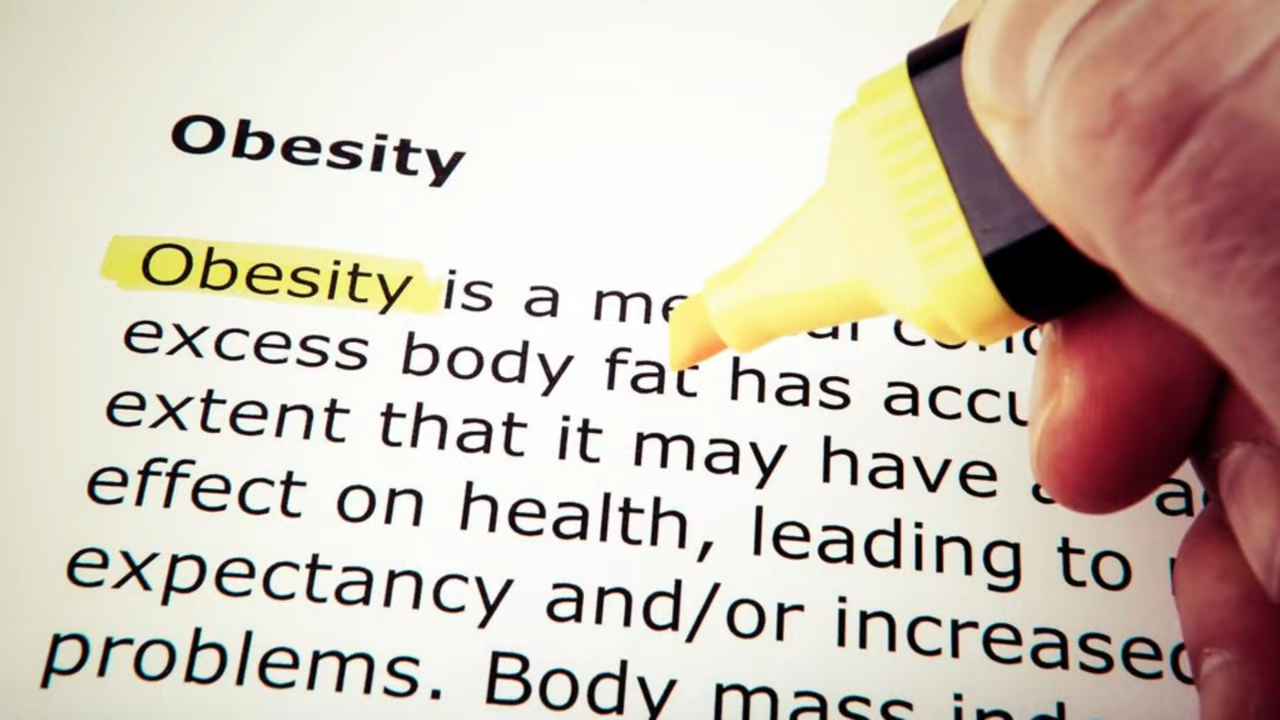 Obesity
Obesity is a
excess body fat has
extent that it may have
effect on health, leading to
expectancy and/or increased
problems. Body mass